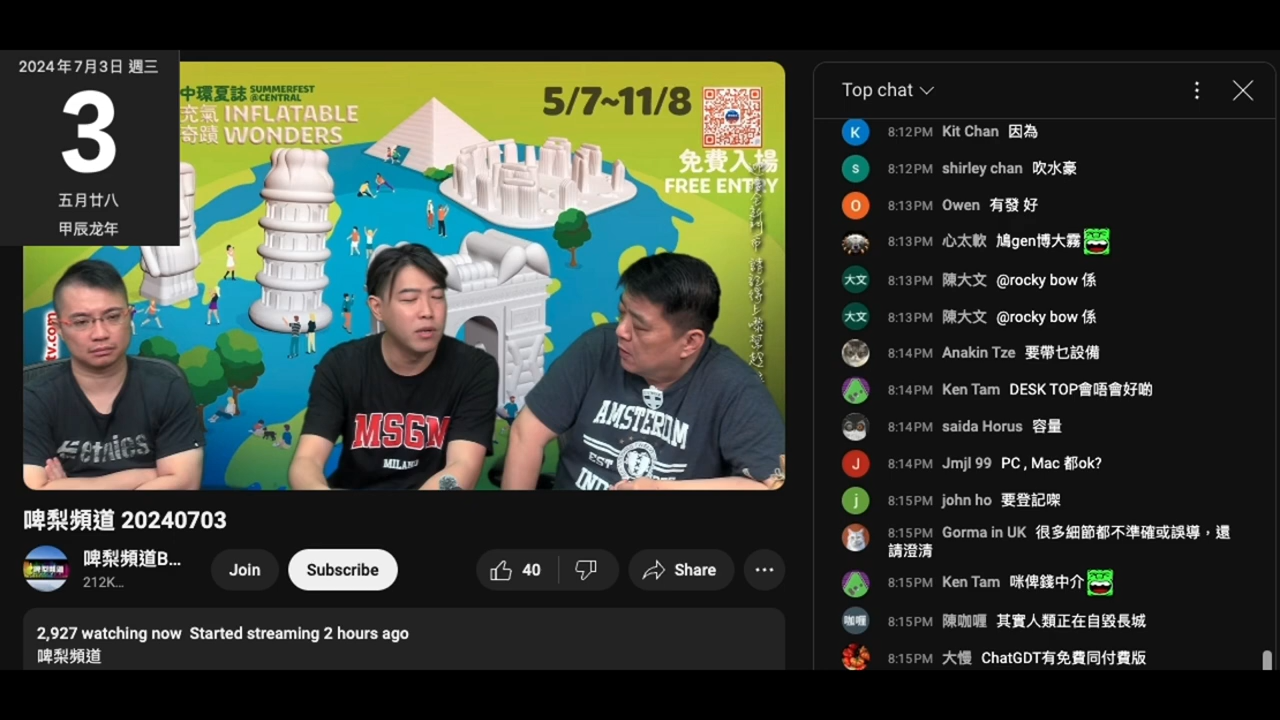 2024年7月3日 週三
3
五月廿八
甲辰龙年
中環夏誌 SUMMERFEST @CENTRAL
充氣 INFLATABLE
奇蹟 WONDERS
5/7~11/8
免費入場
FREE ENTRY
tv.com
etnies
MSGM
MILANO
AMSTERDAM
EST
啤梨頻道 20240703
啤梨頻道B...
212K...
Join
Subscribe
40
Share
2,927 watching now Started streaming 2 hours ago
啤梨頻道
Top chat
8:12PM Kit Chan 因為
8:12PM shirley chan 吹水豪
8:13PM Owen 有發 好
8:13PM 心太軟 鳩gen博大霧
8:13PM 陳大文 @rocky bow 係
8:13PM 陳大文 @rocky bow 係
8:14PM Anakin Tze 要帶乜設備
8:14PM Ken Tam DESK TOP會唔會好啲
8:14PM saida Horus 容量
8:14PM Jmjl 99 PC , Mac 都ok?
8:15PM john ho 要登記㗎
8:15PM Gorma in UK 很多細節都不準確或誤導，還
請澄清
8:15PM Ken Tam 咪俾錢中介
8:15PM 陳咖喱 其實人類正在自毀長城
8:15PM 大慢 ChatGDT有免費同付費版